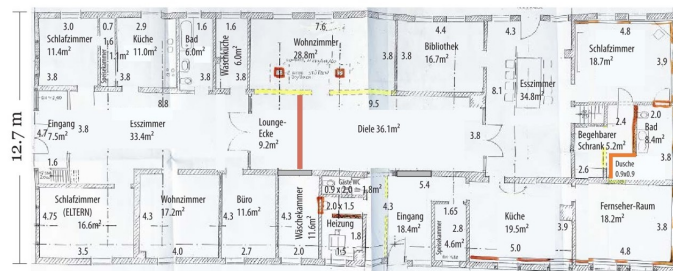 12.7 m
3.0
0.7
2.9
1.6
1.6
7.6
4.4
4.3
4.8
Schlafzimmer
11.4m²
3.8
1.6
1.1m²
Küche
11.0m²
3.8
Bad
6.0m²
3.8
Waschküche
6.0m²
Wohnzimmer
28.8m²
3.8
Bibliothek
16.7m²
3.8
8.1
Esszimmer
34.8m²
Schlafzimmer
18.7m²
3.9
8.8
9.5
Eingang
7.5m²
4.7
3.8
1.6
Esszimmer
33.4m²
Lounge-
Ecke
9.2m²
Diele 36.1m²
3.8
2.4
2.0
Begehbarer
Schrank 5.2m²
Bad
8.4m²
2.6
Dusche
0.9x0.9
3.8
Schlafzimmer
(ELTERN)
16.6m²
4.75
3.5
Wohnzimmer
17.2m²
4.3
4.0
Büro
11.6m²
4.3
2.7
Wäschekammer
11.6m²
4.3
2.0
Gäste WC
0.9 x 2.0 = 1.8m²
2.0 x 1.5
Heizung
1.8
1.5
4.3
5.4
Eingang
18.4m²
1.65
2.8
4.6m²
Küche
19.5m²
5.0
3.9
Fernseher-Raum
18.2m²
3.8
4.8